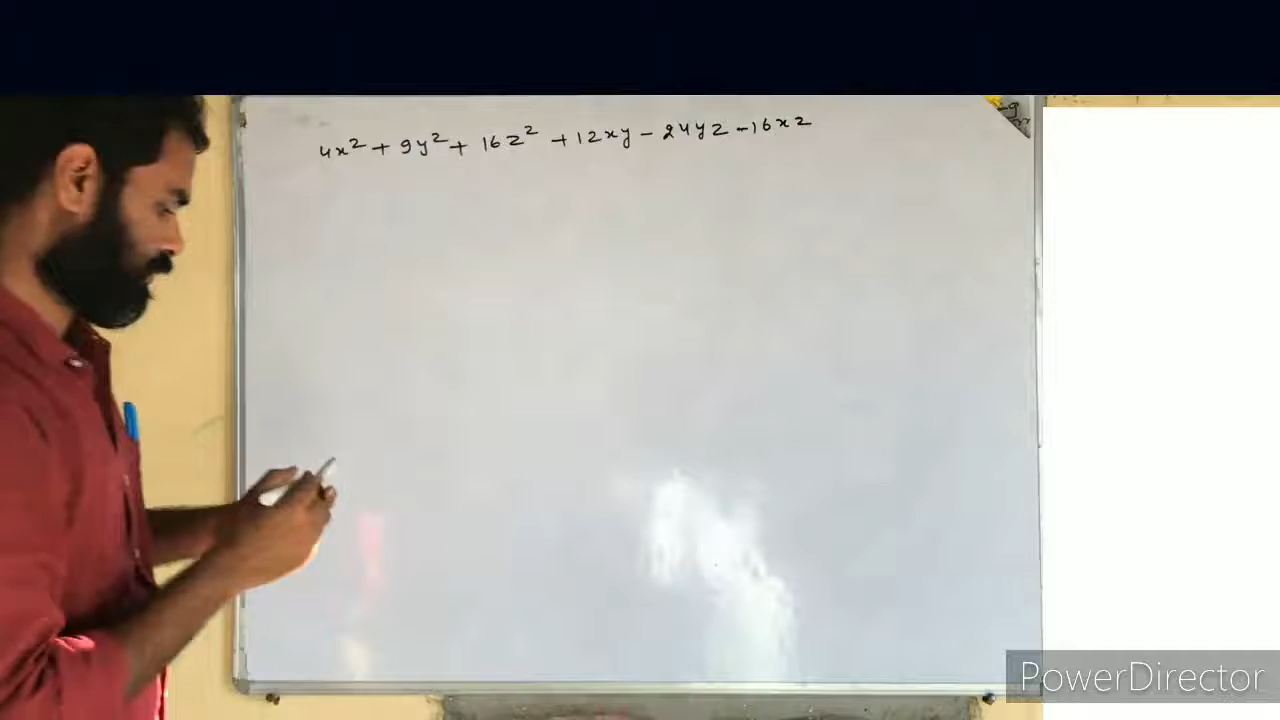 4x² + 9y² + 16z² + 12xy - 24yz - 16xz
PowerDirector